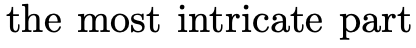 the most intricate part